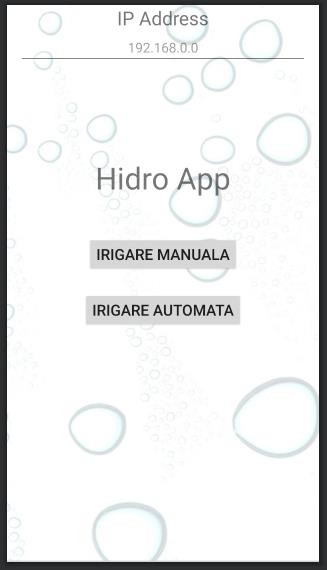 IP Address
192.168.0.0
Hidro App
IRIGARE MANUALA
IRIGARE AUTOMATA